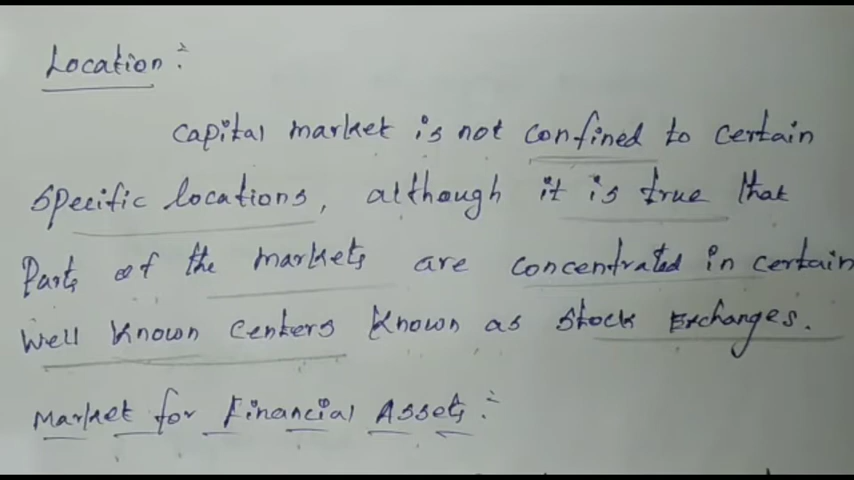 Location:-
Capital market is not confined to certain
specific locations, although it is true that
Parts of the markets are concentrated in certain
Well Known Centers Known as Stock Exchanges.
Market for Financial Assets:-